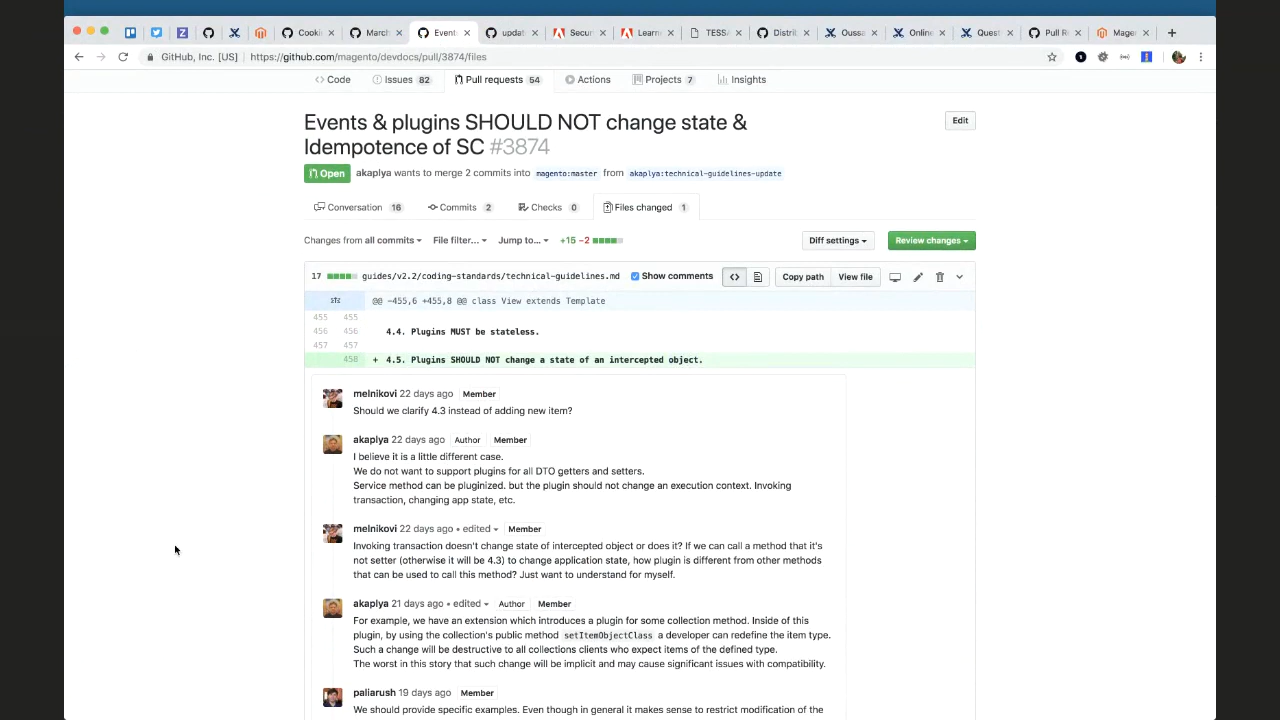 Cooki
March
Event
updat
Secur
Learn
TESSA
Distrib
Oussa
Online
Quest
Pull Re
Mage
GitHub, Inc. [US] https://github.com/magento/devdocs/pull/3874/files
Code Issues 82 Pull requests 54 Actions Projects 7 Insights
Events & plugins SHOULD NOT change state &
Idempotence of SC #3874
Edit
Open akaplya wants to merge 2 commits into magento:master from akaplya:technical-guidelines-update
Conversation 16 Commits 2 Checks 0 Files changed 1
Changes from all commits File filter... Jump to... +15 −2 Diff settings Review changes
17 guides/v2.2/coding-standards/technical-guidelines.md Show comments Copy path View file
@@ -455,6 +455,8 @@ class View extends Template
455 455
456 456 4.4. Plugins MUST be stateless.
457 457
458 + 4.5. Plugins SHOULD NOT change a state of an intercepted object.
melnikovi 22 days ago Member
Should we clarify 4.3 instead of adding new item?
akaplya 22 days ago Author Member
I believe it is a little different case.
We do not want to support plugins for all DTO getters and setters.
Service method can be pluginized. but the plugin should not change an execution context. Invoking
transaction, changing app state, etc.
melnikovi 22 days ago • edited Member
Invoking transaction doesn't change state of intercepted object or does it? If we can call a method that it's
not setter (otherwise it will be 4.3) to change application state, how plugin is different from other methods
that can be used to call this method? Just want to understand for myself.
akaplya 21 days ago • edited Author Member
For example, we have an extension which introduces a plugin for some collection method. Inside of this
plugin, by using the collection's public method setItemObjectClass a developer can redefine the item type.
Such a change will be destructive to all collections clients who expect items of the defined type.
The worst in this story that such change will be implicit and may cause significant issues with compatibility.
paliarush 19 days ago Member
We should provide specific examples. Even though in general it makes sense to restrict modification of the